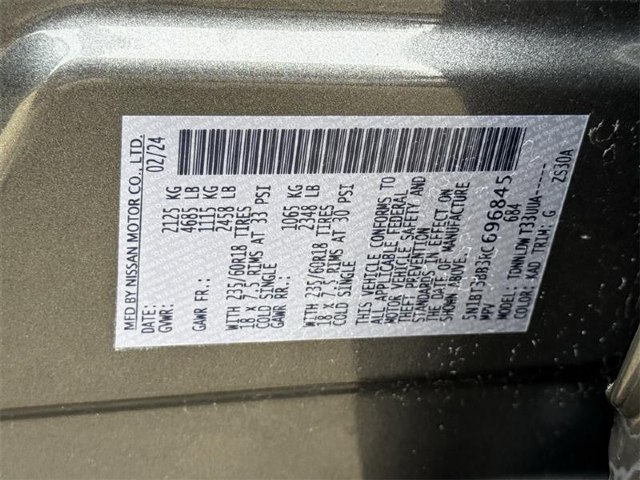 MFD BY NISSAN MOTOR CO., LTD.
DATE: 02/24
GVWR: 2125 KG
4685 LB
GAWR FR.: 1115 KG
2458 LB
WITH 235/60R18 TIRES
18 X 7.5 RIMS AT 33 PSI
COLD SINGLE
GAWR RR.: 1065 KG
2348 LB
WITH 235/60R18 TIRES
18 X 7.5 RIMS AT 30 PSI
COLD SINGLE
THIS VEHICLE CONFORMS TO
ALL APPLICABLE FEDERAL
MOTOR VEHICLE SAFETY AND
THEFT PREVENTION
STANDARDS IN EFFECT ON
THE DATE OF MANUFACTURE
SHOWN ABOVE.
696845
MPV 684
MODEL:
COLOR: KAD TRIM: G ZS30A